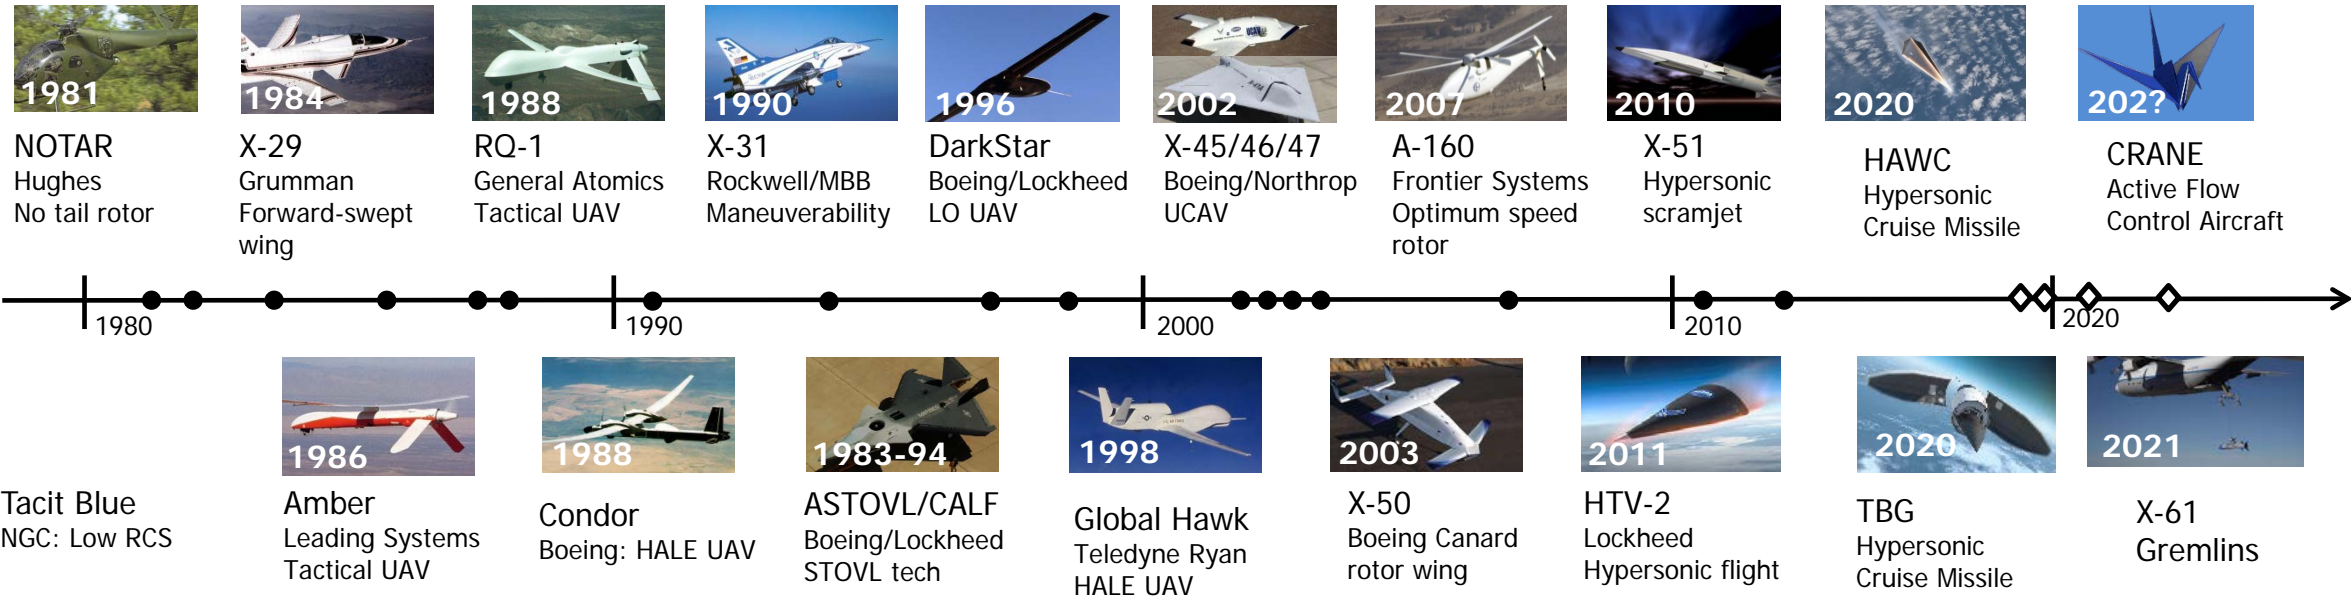 1981
1984
1988
1990
1996
2002
2007
2010
2020
202?
NOTAR
Hughes
No tail rotor
X-29
Grumman
Forward-swept
wing
RQ-1
General Atomics
Tactical UAV
X-31
Rockwell/MBB
Maneuverability
DarkStar
Boeing/Lockheed
LO UAV
X-45/46/47
Boeing/Northrop
UCAV
A-160
Frontier Systems
Optimum speed
rotor
X-51
Hypersonic
scramjet
HAWC
Hypersonic
Cruise Missile
CRANE
Active Flow
Control Aircraft
1980
1990
2000
2010
2020
1986
1988
1983-94
1998
2003
2011
2020
2021
Tacit Blue
NGC: Low RCS
Amber
Leading Systems
Tactical UAV
Condor
Boeing: HALE UAV
ASTOVL/CALF
Boeing/Lockheed
STOVL tech
Global Hawk
Teledyne Ryan
HALE UAV
X-50
Boeing Canard
rotor wing
HTV-2
Lockheed
Hypersonic flight
TBG
Hypersonic
Cruise Missile
X-61
Gremlins